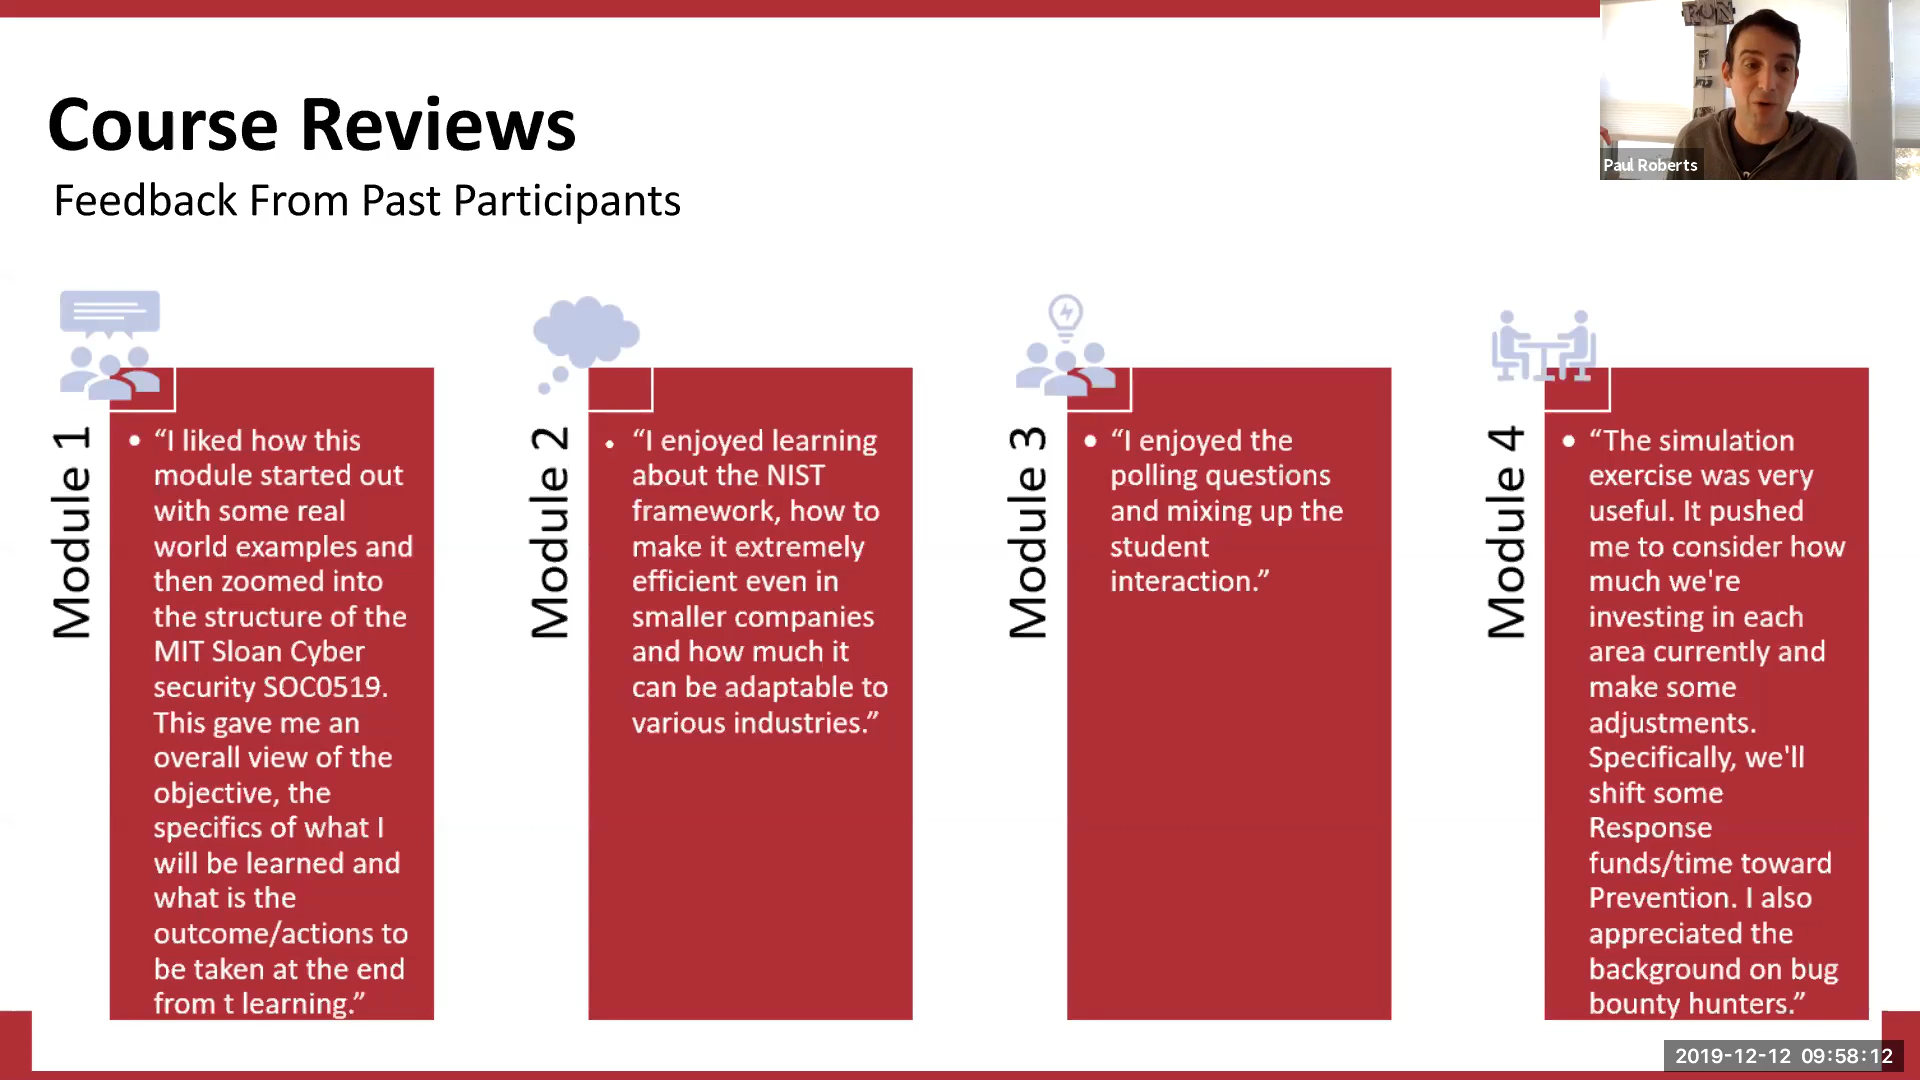 RUN
Paul Roberts
Course Reviews
Feedback From Past Participants
Module 1
• “I liked how this
module started out
with some real
world examples and
then zoomed into
the structure of the
MIT Sloan Cyber
security SOC0519.
This gave me an
overall view of the
objective, the
specifics of what I
will be learned and
what is the
outcome/actions to
be taken at the end
from t learning.”
Module 2
• “I enjoyed learning
about the NIST
framework, how to
make it extremely
efficient even in
smaller companies
and how much it
can be adaptable to
various industries.”
Module 3
• “I enjoyed the
polling questions
and mixing up the
student
interaction.”
Module 4
• “The simulation
exercise was very
useful. It pushed
me to consider how
much we're
investing in each
area currently and
make some
adjustments.
Specifically, we'll
shift some
Response
funds/time toward
Prevention. I also
appreciated the
background on bug
bounty hunters.”
2019-12-12 09:58:12